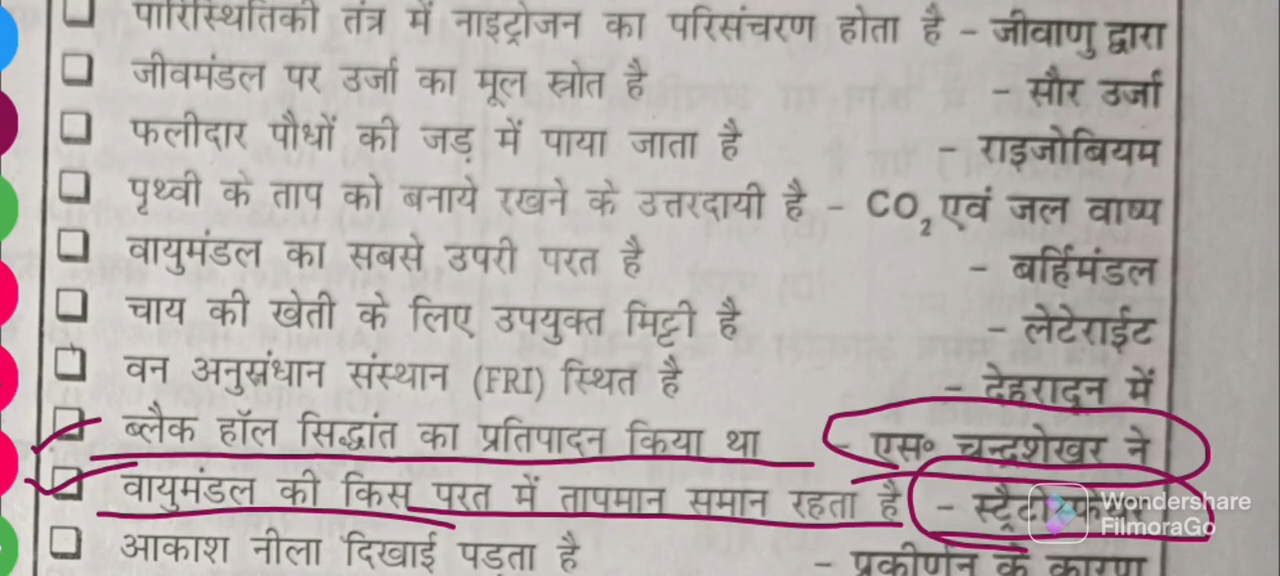 पारिस्थितिकी तंत्र में नाइट्रोजन का परिसंचरण होता है – जीवाणु द्वारा
जीवमंडल पर उर्जा का मूल स्त्रोत है – सौर उर्जा
फलीदार पौधों की जड़ में पाया जाता है – राइजोबियम
पृथ्वी के ताप को बनाये रखने के उत्तरदायी है – CO₂ एवं जल वाष्प
वायुमंडल का सबसे उपरी परत है – बर्हिमंडल
चाय की खेती के लिए उपयुक्त मिट्टी है – लेटेराईट
वन अनुसंधान संस्थान (FRI) स्थित है – देहरादून में
ब्लैक हॉल सिद्धांत का प्रतिपादन किया था – एस॰ चन्द्रशेखर ने
वायुमंडल की किस परत में तापमान समान रहता है –
Wondershare
FilmoraGo
आकाश नीला दिखाई पड़ता है – प्रकीर्णन के कारण